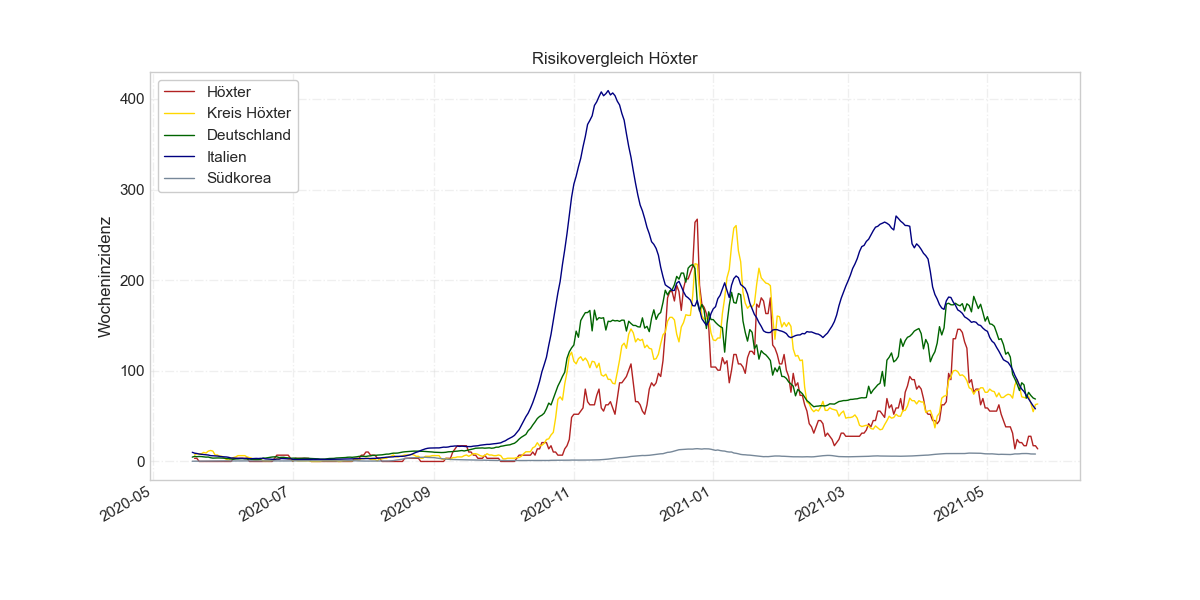 Risikovergleich Höxter
Höxter
Kreis Höxter
Deutschland
Italien
Südkorea
Wocheninzidenz
400
300
200
100
0
2020-05
2020-07
2020-09
2020-11
2021-01
2021-03
2021-05